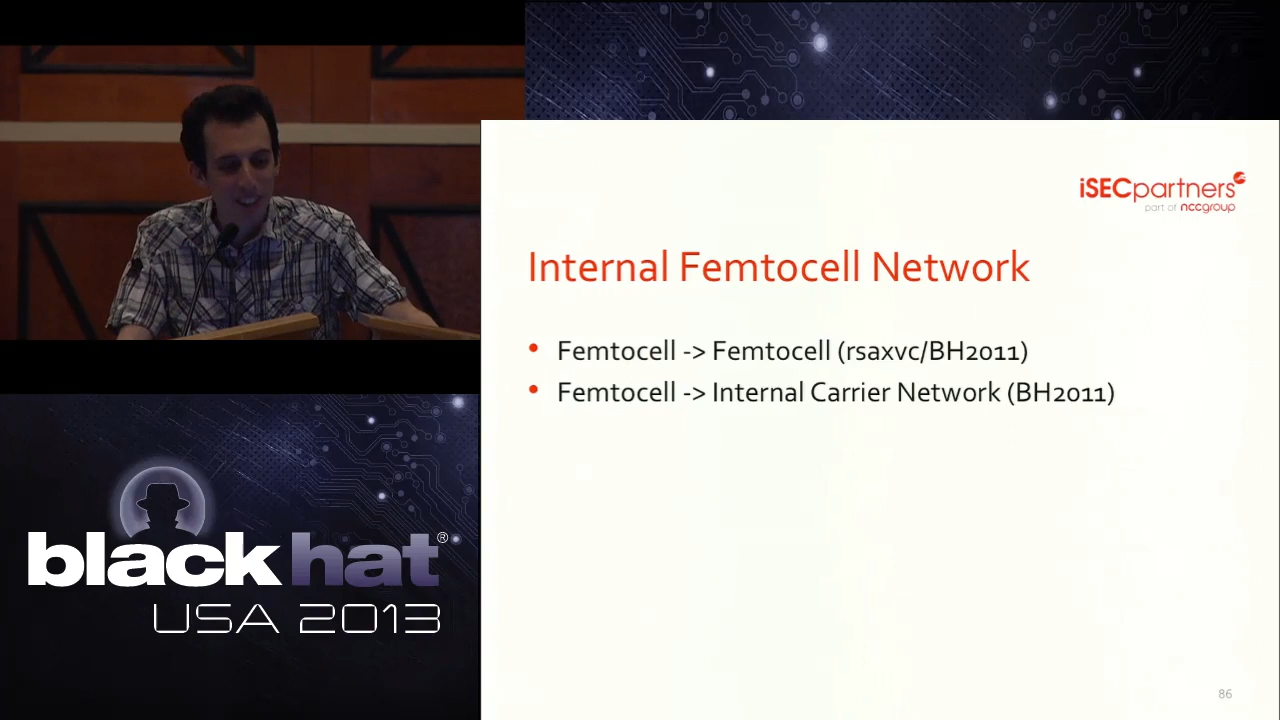 iSECpartners
part of nccgroup
Internal Femtocell Network
• Femtocell -> Femtocell (rsaxvc/BH2011)
• Femtocell -> Internal Carrier Network (BH2011)
86
black hat®
USA 2013